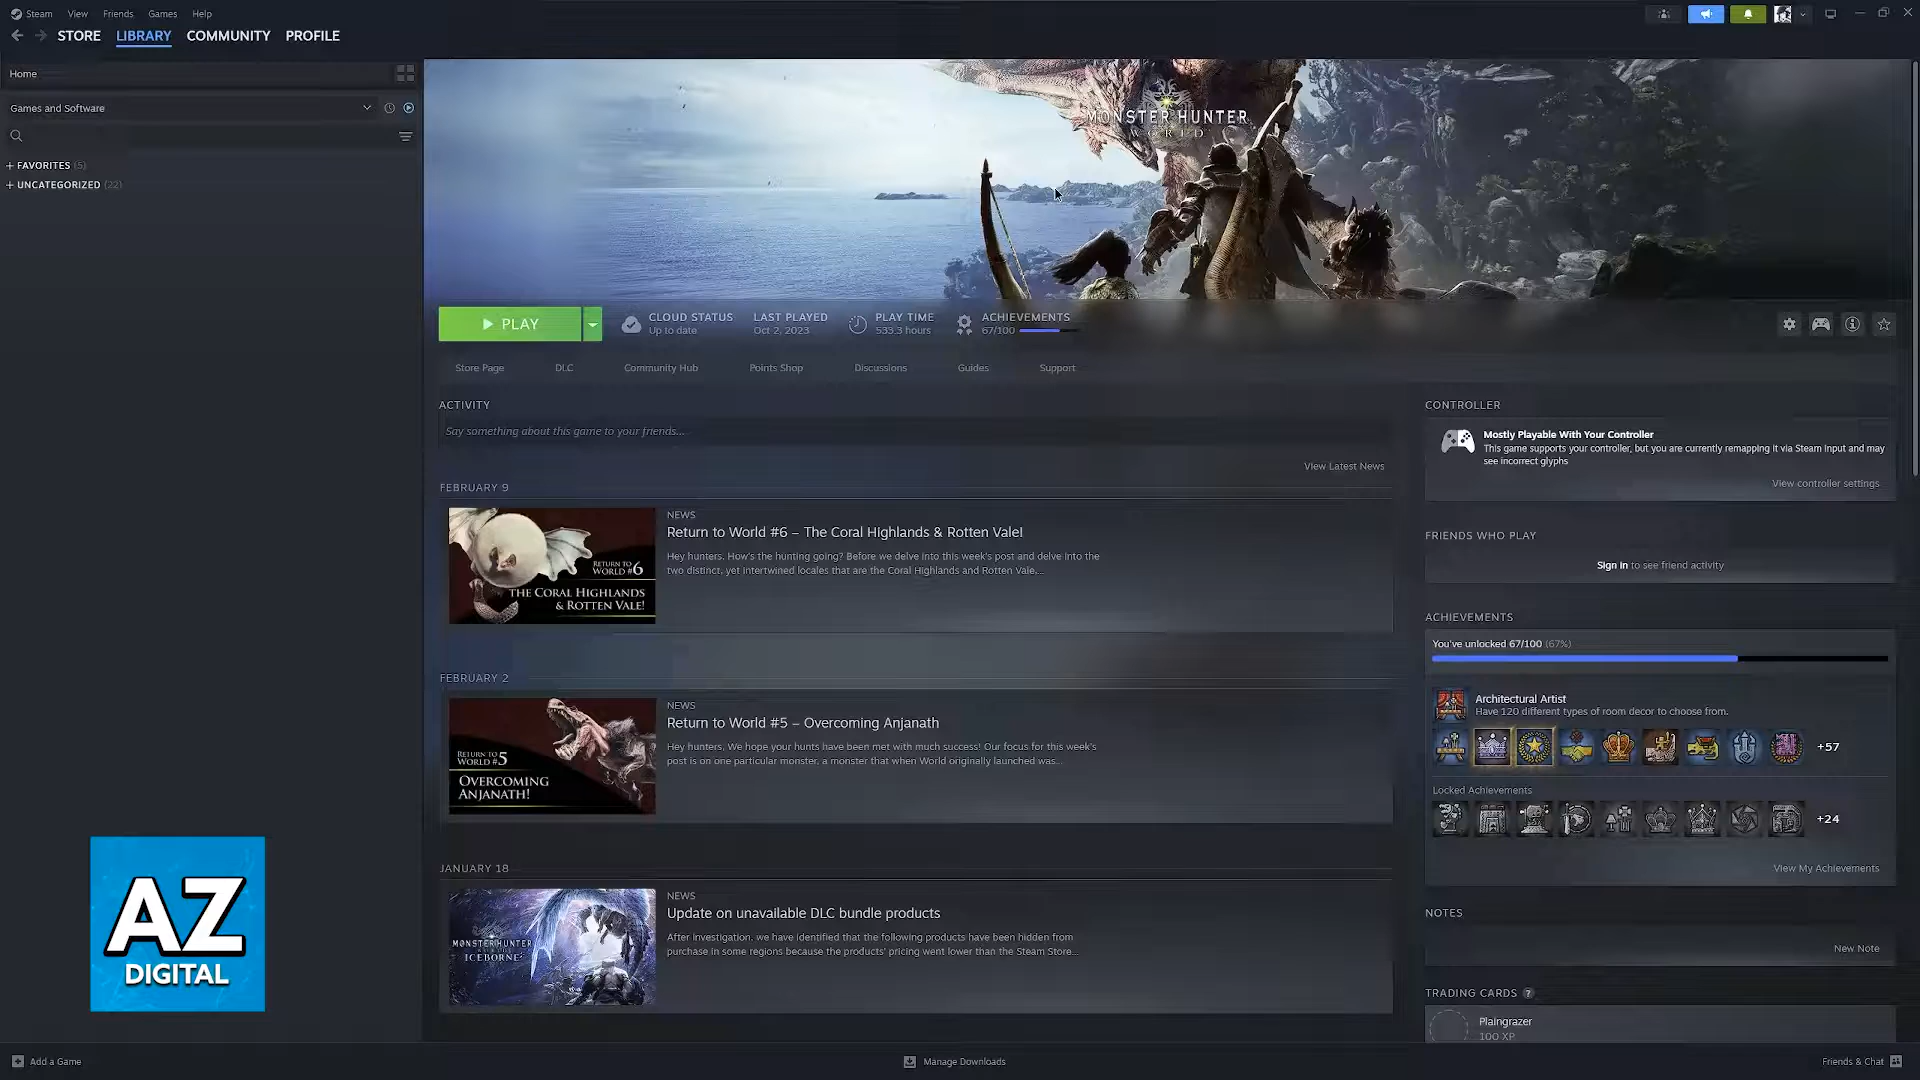 Steam View Friends Games Help
STORE LIBRARY COMMUNITY PROFILE
Home
Games and Software
+ FAVORITES (5)
+ UNCATEGORIZED (22)
MONSTER HUNTER
WORLD
PLAY
CLOUD STATUS
Up to date
LAST PLAYED
Oct 2, 2023
PLAY TIME
533.3 hours
ACHIEVEMENTS
67/100
Store Page DLC Community Hub Points Shop Discussions Guides Support
ACTIVITY
Say something about this game to your friends...
View Latest News
FEBRUARY 9
RETURN TO
WORLD #6
THE CORAL HIGHLANDS
& ROTTEN VALE!
NEWS
Return to World #6 – The Coral Highlands & Rotten Vale!
Hey hunters. How's the hunting going? Before we delve into this week's post and delve into the
two distinct, yet intertwined locales that are the Coral Highlands and Rotten Vale,...
FEBRUARY 2
RETURN TO
WORLD #5
OVERCOMING
ANJANATH!
NEWS
Return to World #5 – Overcoming Anjanath
Hey hunters, We hope your hunts have been met with much success! Our focus for this week's
post is on one particular monster, a monster that when World originally launched was...
JANUARY 18
MONSTER HUNTER
WORLD
ICEBORNE
NEWS
Update on unavailable DLC bundle products
After investigation, we have identified that the following products have been hidden from
purchase in some regions because the products' pricing went lower than the Steam Store...
CONTROLLER
Mostly Playable With Your Controller
This game supports your controller, but you are currently remapping it via Steam Input and may
see incorrect glyphs
View controller settings
FRIENDS WHO PLAY
Sign in to see friend activity
ACHIEVEMENTS
You've unlocked 67/100 (67%)
Architectural Artist
Have 120 different types of room decor to choose from.
+57
Locked Achievements
+24
View My Achievements
NOTES
New Note
TRADING CARDS ?
Plaingrazer
100 XP
AZ
DIGITAL
Add a Game
Manage Downloads
Friends & Chat